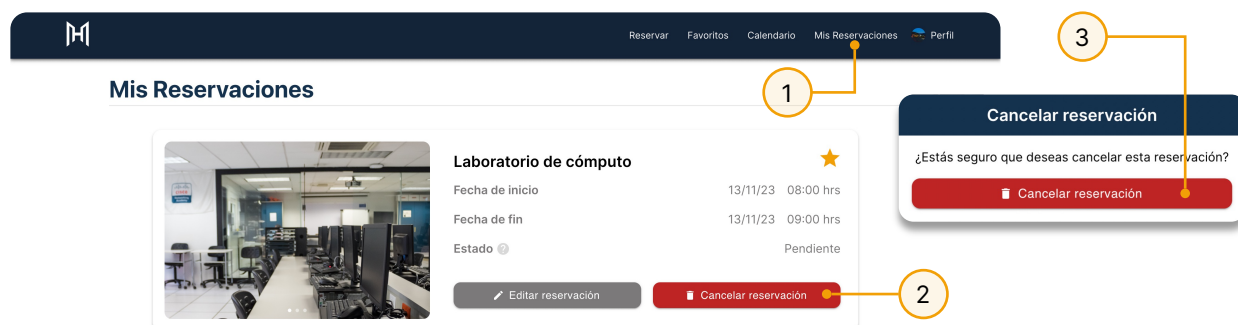 Reservar Favoritos Calendario Mis Reservaciones Perfil
3
1
Mis Reservaciones
Cancelar reservación
¿Estás seguro que deseas cancelar esta reservación?
Cancelar reservación
Laboratorio de cómputo
Fecha de inicio 13/11/23 08:00 hrs
Fecha de fin 13/11/23 09:00 hrs
Estado ? Pendiente
Editar reservación Cancelar reservación
2